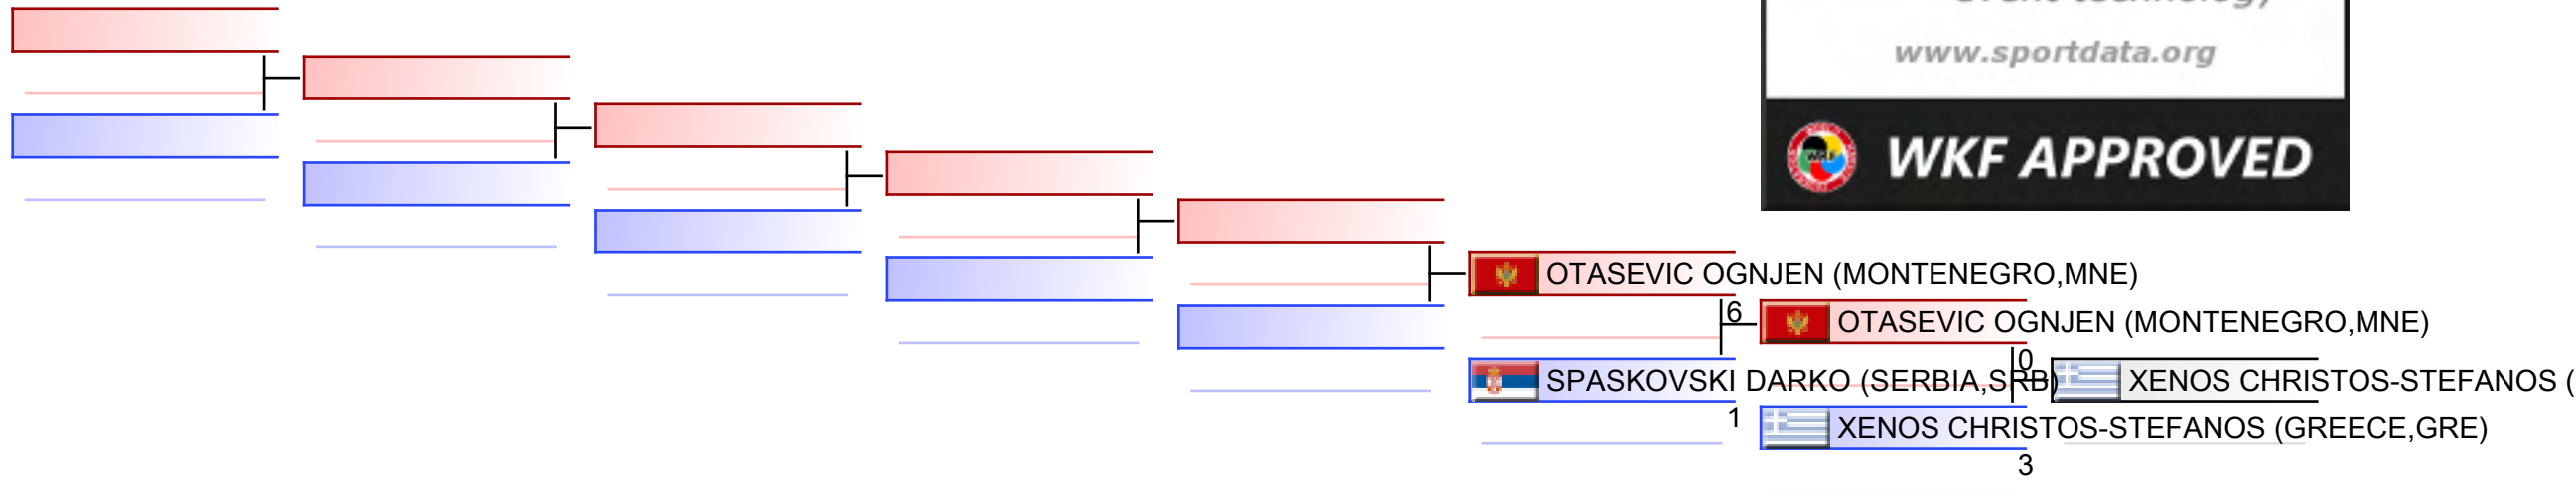 www.sportdata.org
WKF APPROVED
OTASEVIC OGNJEN (MONTENEGRO,MNE)
6
OTASEVIC OGNJEN (MONTENEGRO,MNE)
0
SPASKOVSKI DARKO (SERBIA,SRB)
XENOS CHRISTOS-STEFANOS (
1
XENOS CHRISTOS-STEFANOS (GREECE,GRE)
3